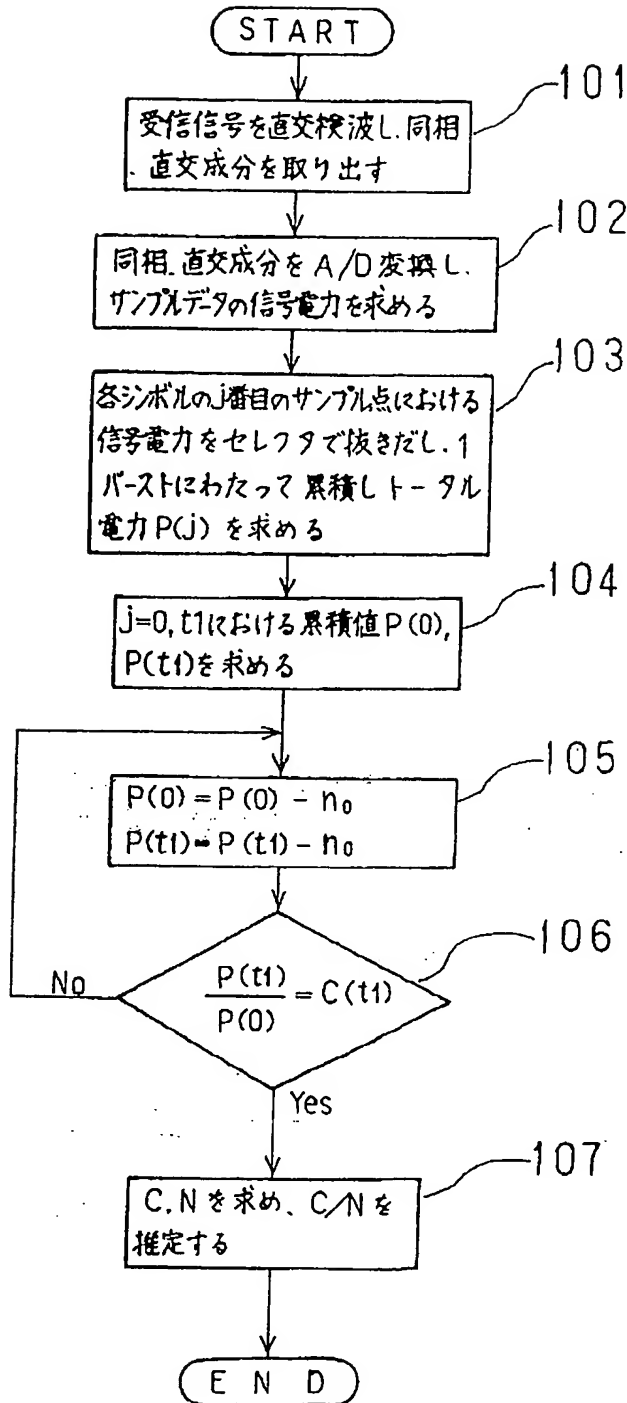 START
101
受信信号を直交検波し、同相
、直交成分を取り出す
102
同相、直交成分をA/D変換し、
サンプルデータの信号電力を求める
103
各シンボルのj番目のサンプル点における
信号電力をセレクタで抜きだし、1
バーストにわたって累積しトータル
電力P(j)を求める
104
j=0,t1における累積値P(0),
P(t1)を求める
105
P(0)=P(0)-n₀
P(t1)=P(t1)-n₀
106
P(t1)/P(0)=C(t1)
No
Yes
107
C,Nを求め、C/Nを
推定する
END